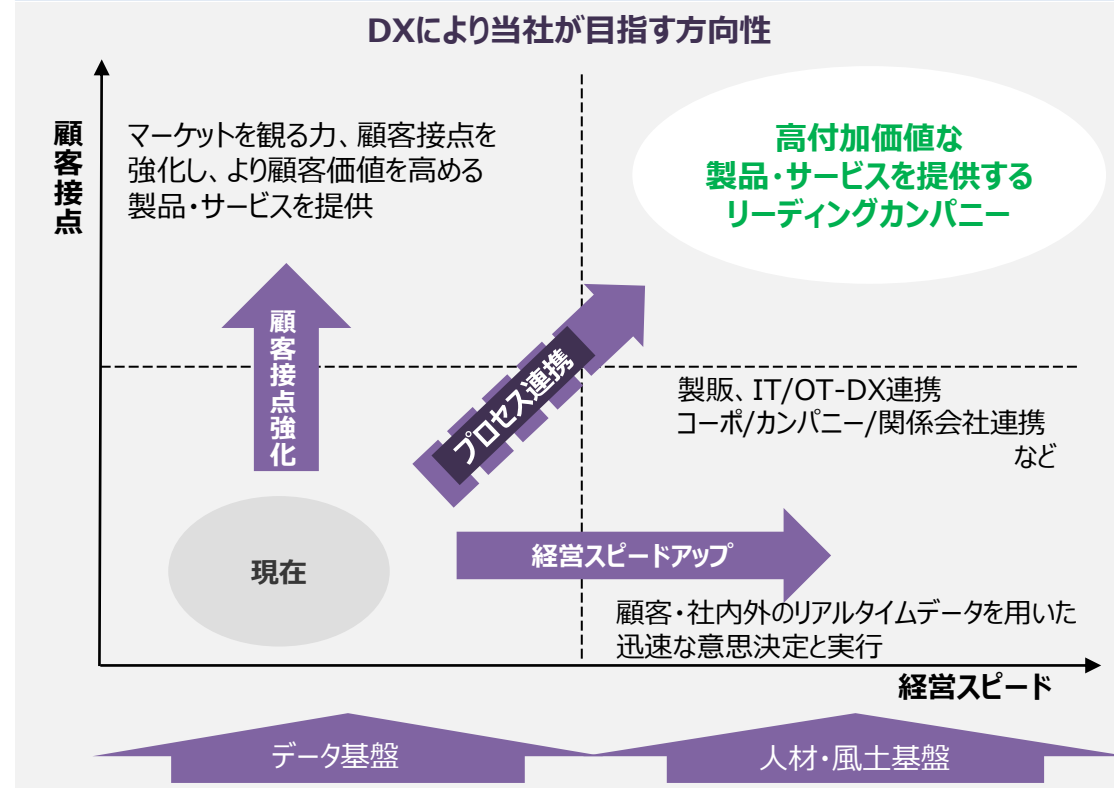 DXにより当社が目指す方向性
顧客接点
マーケットを観る力、顧客接点を
強化し、より顧客価値を高める
製品・サービスを提供
高付加価値な
製品・サービスを提供する
リーディングカンパニー
顧客接点強化
プロセス連携
製販、IT/OT-DX連携
コーポ/カンパニー/関係会社連携
など
現在
経営スピードアップ
顧客・社内外のリアルタイムデータを用いた
迅速な意思決定と実行
経営スピード
データ基盤
人材・風土基盤